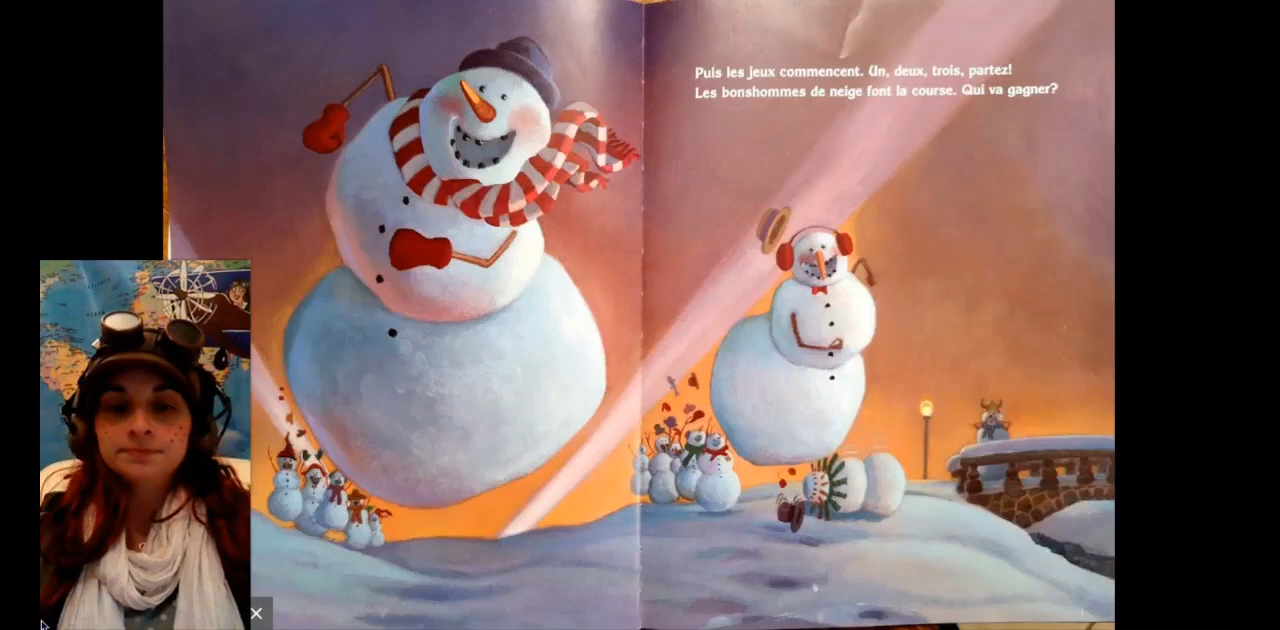 Puis les jeux commencent. Un, deux, trois, partez!
Les bonshommes de neige font la course. Qui va gagner?